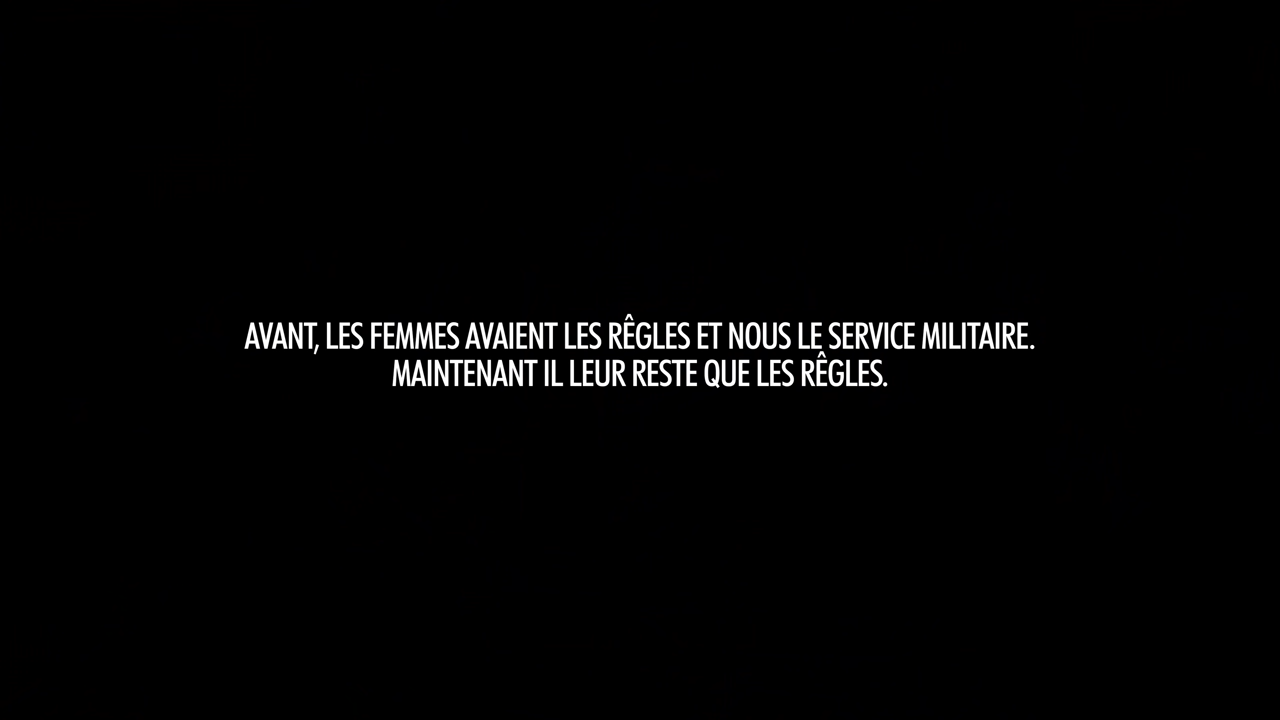 AVANT, LES FEMMES AVAIENT LES RÊGLES ET NOUS LE SERVICE MILITAIRE.
MAINTENANT IL LEUR RESTE QUE LES RÊGLES.